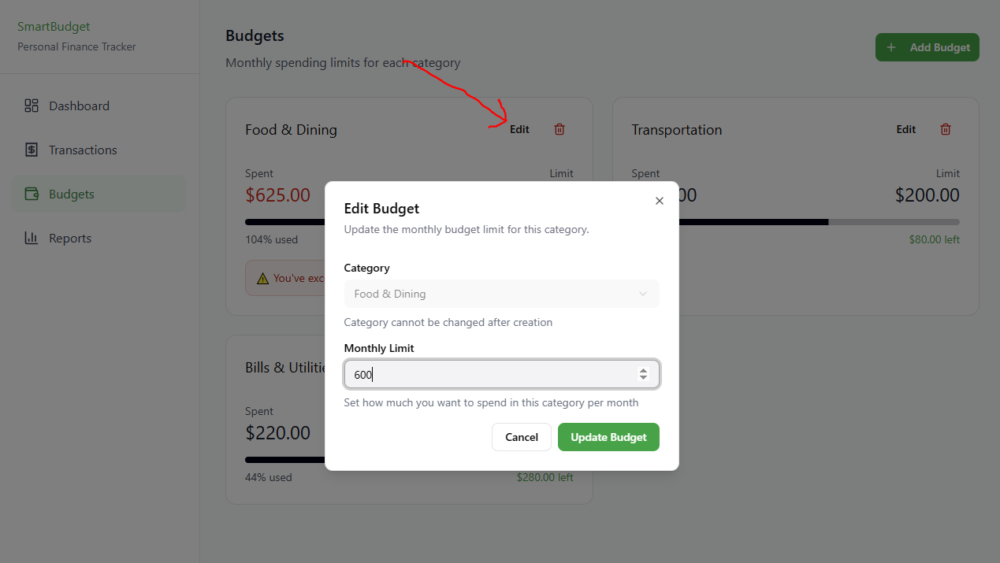 SmartBudget
Personal Finance Tracker
Dashboard
Transactions
Budgets
Reports
Budgets
Monthly spending limits for each category
+ Add Budget
Food & Dining
Edit
Spent
Limit
$625.00
104% used
You've exc
Transportation
Edit
Spent
Limit
00
$200.00
$80.00 left
Bills & Utilitie
Spent
$220.00
44% used
$280.00 left
Edit Budget
Update the monthly budget limit for this category.
Category
Food & Dining
Category cannot be changed after creation
Monthly Limit
600
Set how much you want to spend in this category per month
Cancel
Update Budget